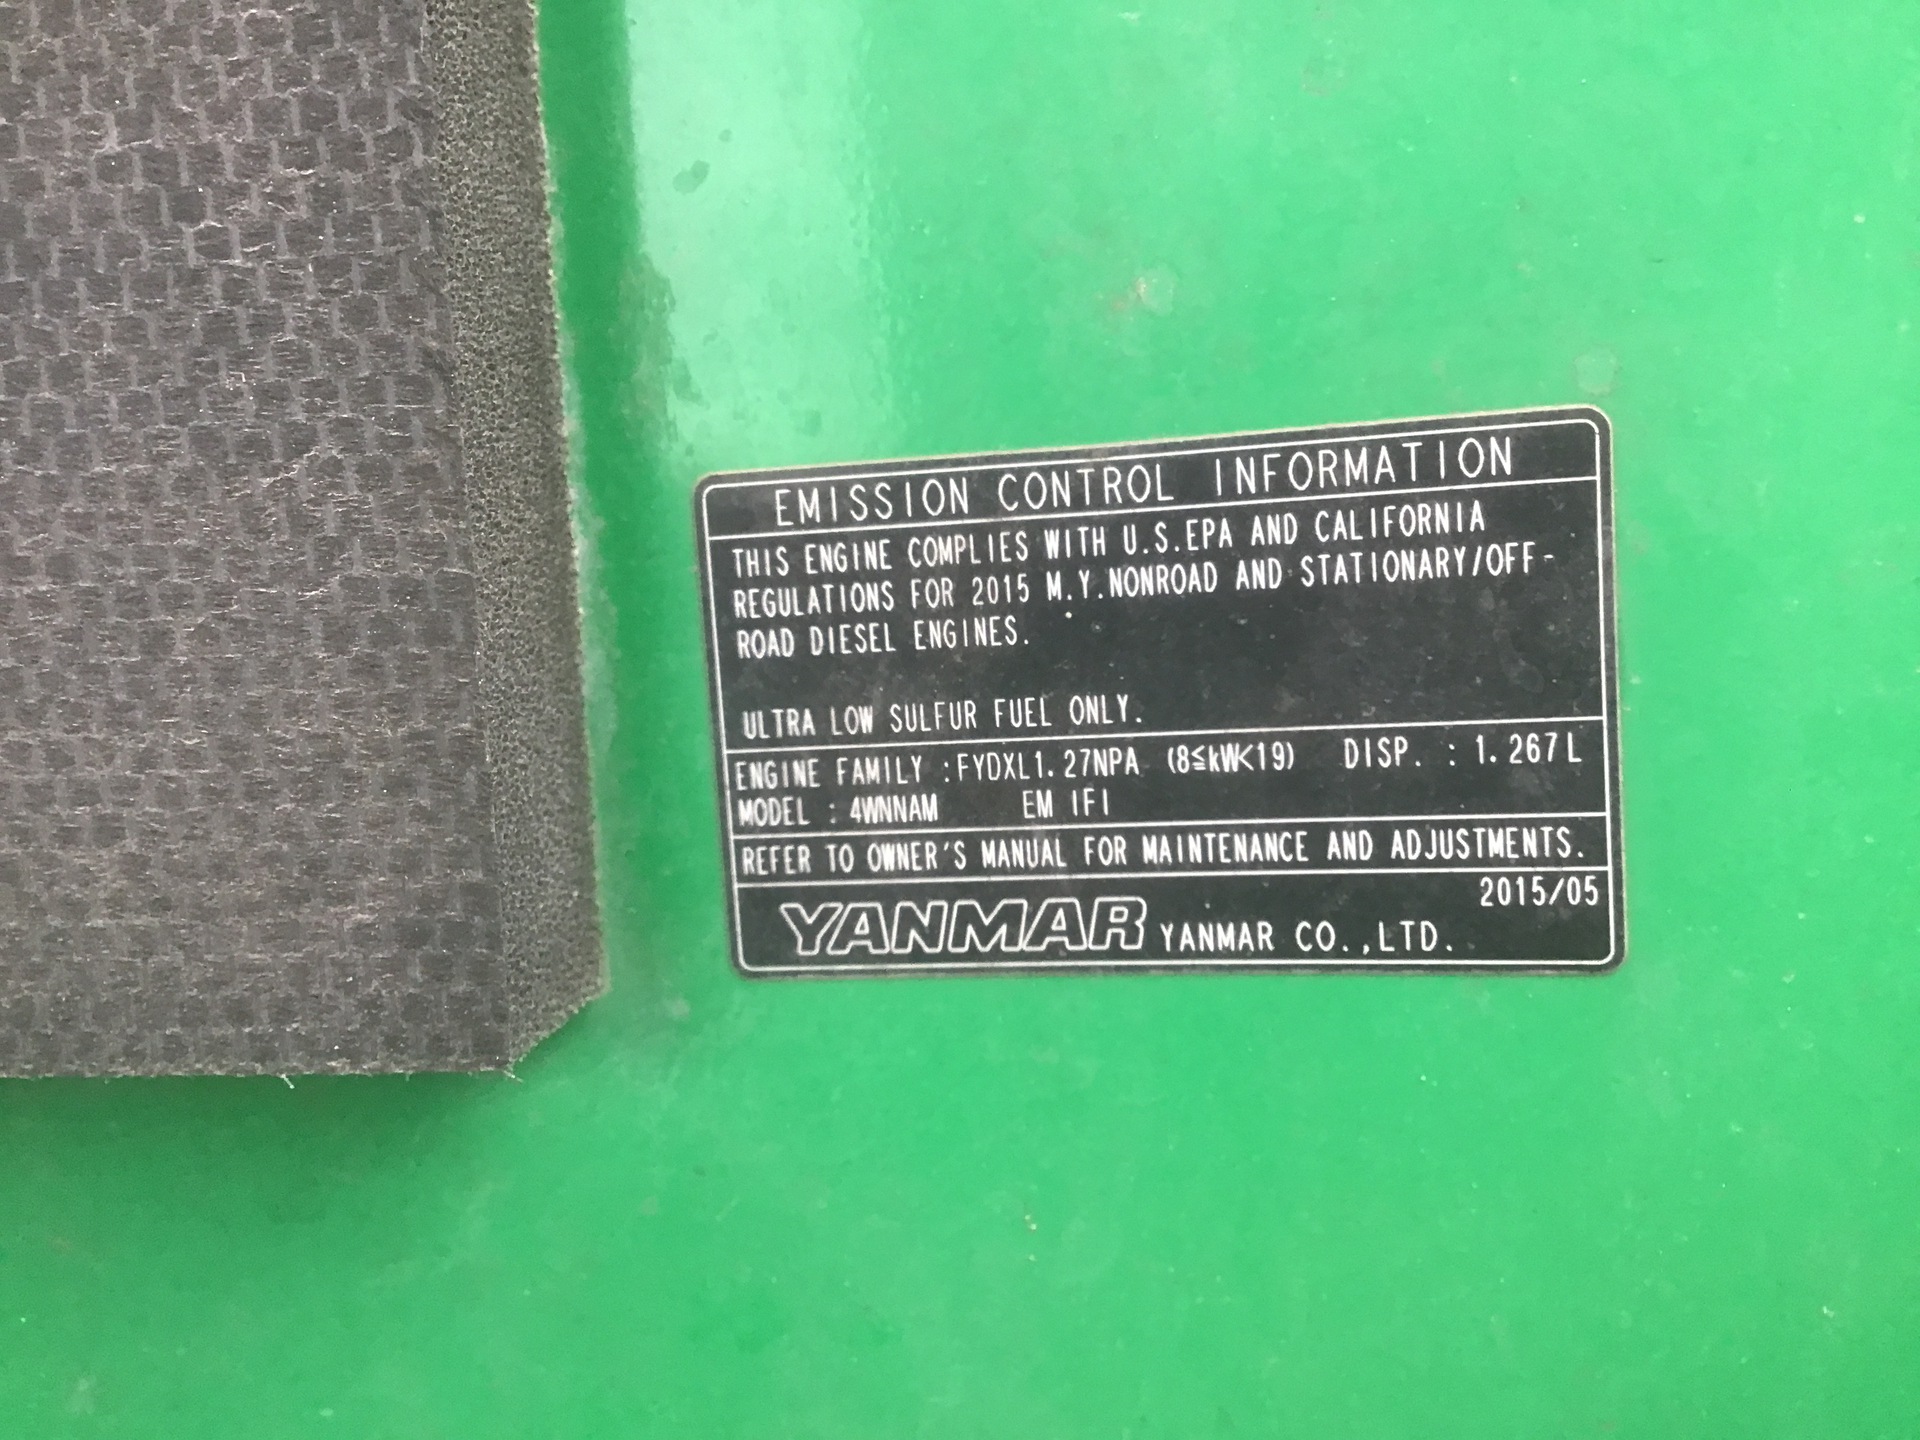 EMISSION CONTROL INFORMATION
THIS ENGINE COMPLIES WITH U.S.EPA AND CALIFORNIA
REGULATIONS FOR 2015 M.Y.NONROAD AND STATIONARY/OFF-
ROAD DIESEL ENGINES.
ULTRA LOW SULFUR FUEL ONLY.
ENGINE FAMILY :FYDXL1.27NPA (8≦kW<19) DISP. : 1.267L
MODEL : 4WNNAM EM IFI
REFER TO OWNER'S MANUAL FOR MAINTENANCE AND ADJUSTMENTS.
2015/05
YANMAR YANMAR CO.,LTD.